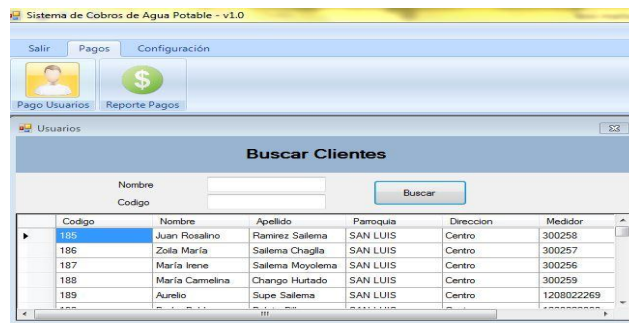 Sistema de Cobros de Agua Potable - v1.0
Salir Pagos Configuración
Pago Usuarios Reporte Pagos
Usuarios
Buscar Clientes
Nombre
Buscar
Codigo
Codigo Nombre Apellido Parroquia Direccion Medidor
185 Juan Rosalino Ramirez Sailema SAN LUIS Centro 300258
186 Zoila María Sailema Chaglla SAN LUIS Centro 300257
187 María Irene Sailema Moyolema SAN LUIS Centro 300256
188 María Carmelina Chango Hurtado SAN LUIS Centro 300259
189 Aurelio Supe Sailema SAN LUIS Centro 1208022269